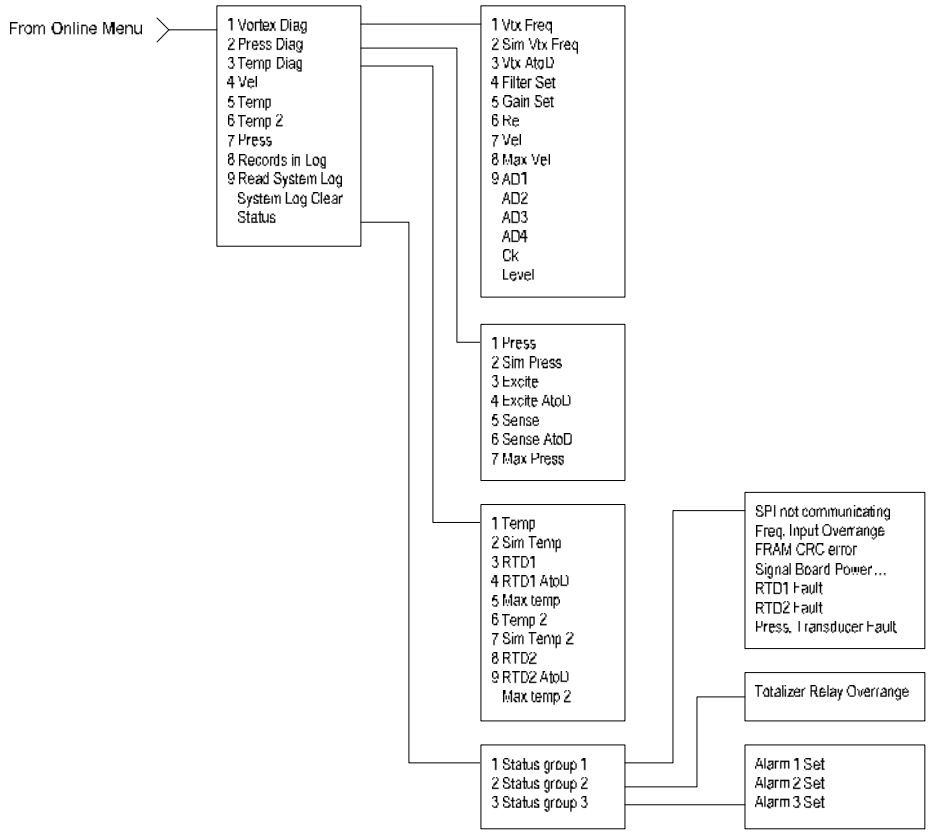 From Online Menu
1 Vortex Diag
2 Press Diag
3 Temp Diag
4 Vel
5 Temp
6 Temp 2
7 Press
8 Records in Log
9 Read System Log
System Log Clear
Status
1 Vtx Freq
2 Sim Vtx Freq
3 Vtx AtoD
4 Filter Set
5 Gain Set
6 Re
7 Vel
8 Max Vel
9 AD1
AD2
AD3
AD4
Ck
Level
1 Press
2 Sim Press
3 Excite
4 Excite AtoD
5 Sense
6 Sense AtoD
7 Max Press
1 Temp
2 Sim Temp
3 RTD1
4 RTD1 AtoD
5 Max temp
6 Temp 2
7 Sim Temp 2
8 RTD2
9 RTD2 AtoD
Max temp 2
1 Status group 1
2 Status group 2
3 Status group 3
SPI not communicating
Freq. Input Overrange
FRAM CRC error
Signal Board Power...
RTD1 Fault
RTD2 Fault
Press. Transducer Fault
Totalizer Relay Overrange
Alarm 1 Set
Alarm 2 Set
Alarm 3 Set